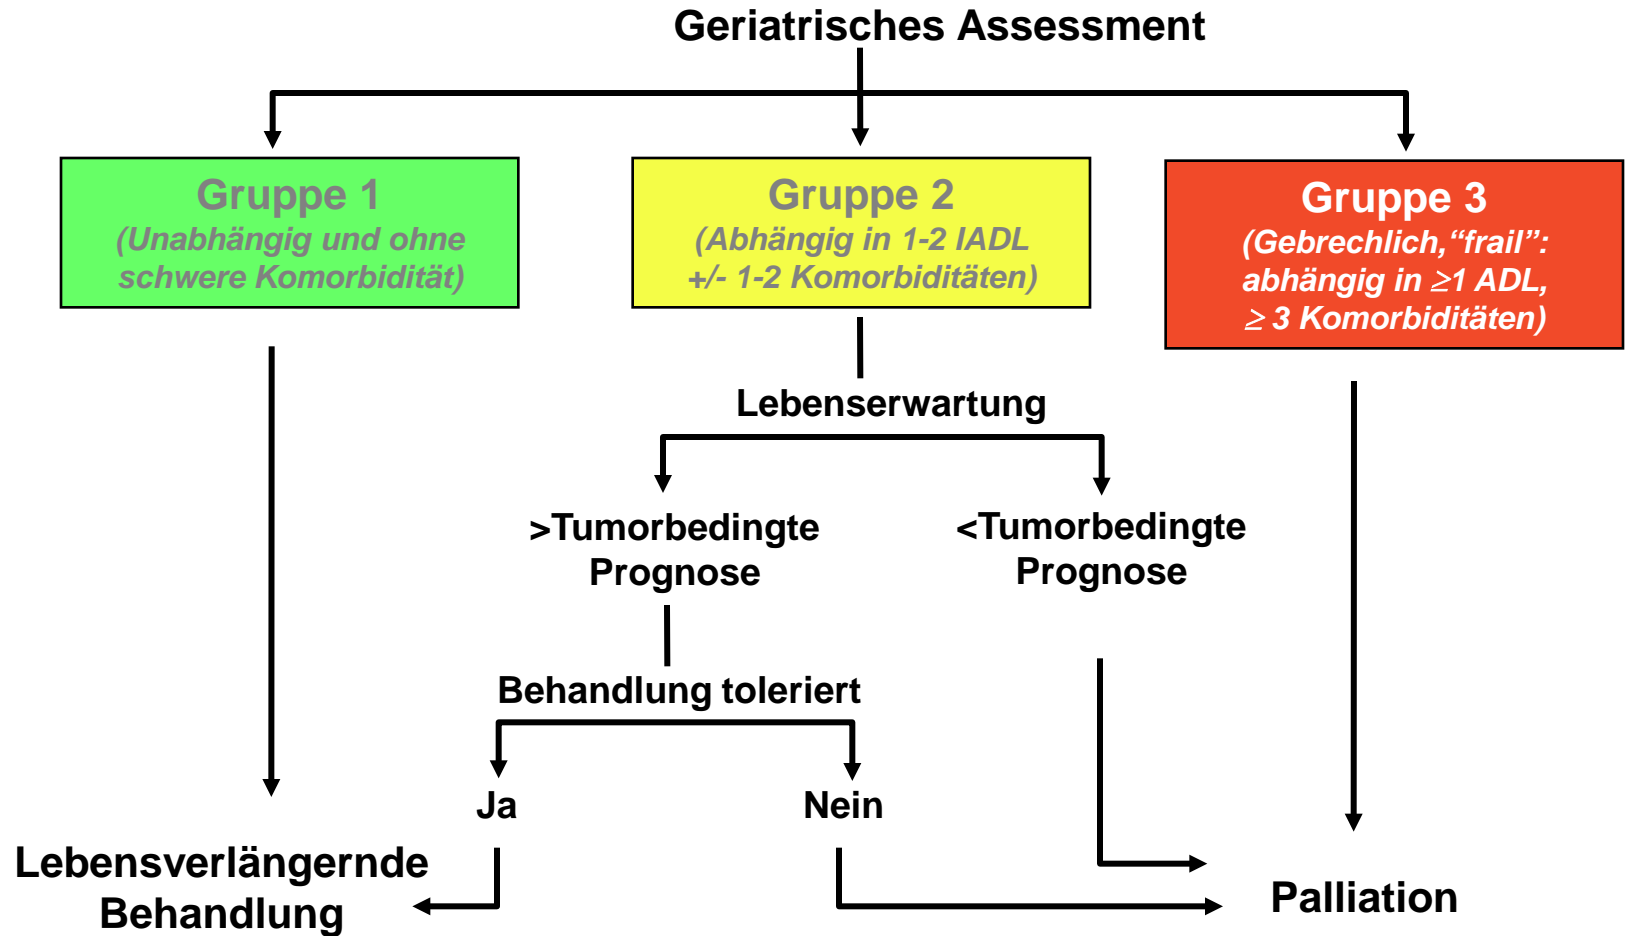 Geriatrisches Assessment
Gruppe 1
(Unabhängig und ohne
schwere Komorbidität)
Gruppe 2
(Abhängig in 1-2 IADL
+/- 1-2 Komorbiditäten)
Gruppe 3
(Gebrechlich,“frail”:
abhängig in ≥1 ADL,
≥ 3 Komorbiditäten)
Lebenserwartung
>Tumorbedingte
Prognose
<Tumorbedingte
Prognose
Behandlung toleriert
Ja
Nein
Lebensverlängernde
Behandlung
Palliation